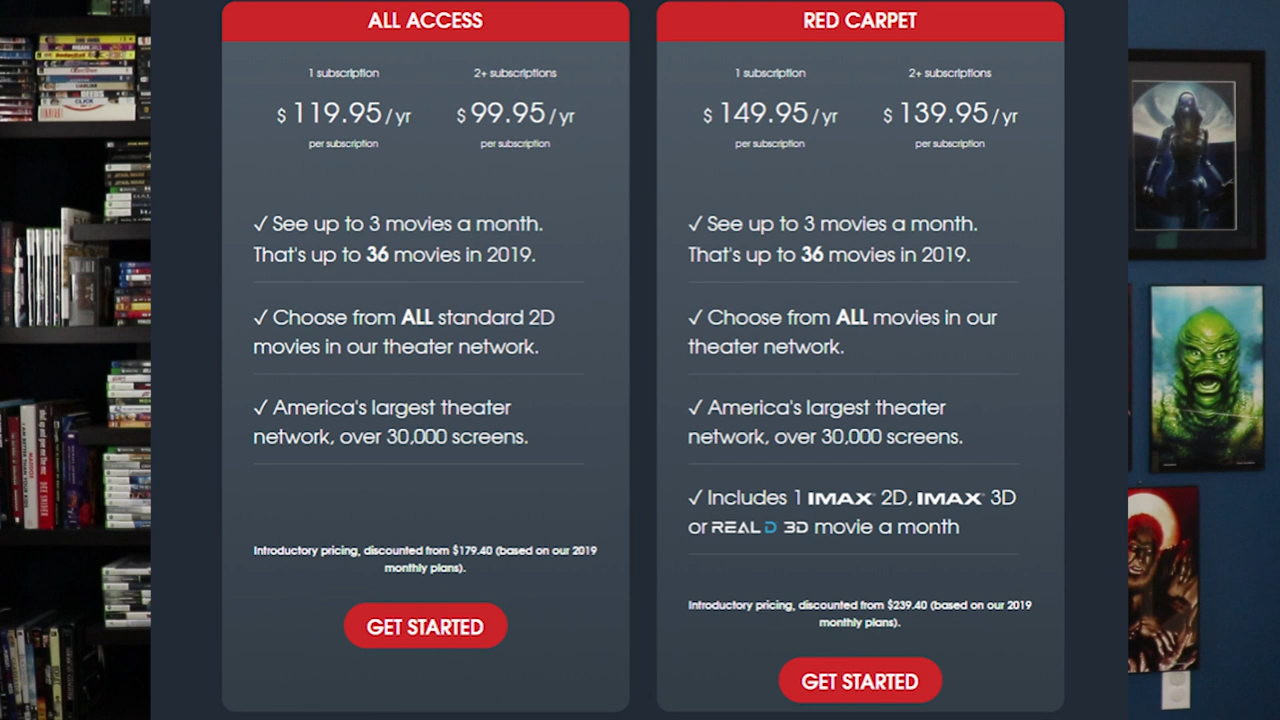 ALL ACCESS
1 subscription 2+ subscriptions
$ 119.95 / yr $ 99.95 / yr
per subscription per subscription
✓ See up to 3 movies a month.
That's up to 36 movies in 2019.
✓ Choose from ALL standard 2D
movies in our theater network.
✓ America's largest theater
network, over 30,000 screens.
Introductory pricing, discounted from $179.40 (based on our 2019
monthly plans).
GET STARTED
RED CARPET
1 subscription 2+ subscriptions
$ 149.95 / yr $ 139.95 / yr
per subscription per subscription
✓ See up to 3 movies a month.
That's up to 36 movies in 2019.
✓ Choose from ALL movies in our
theater network.
✓ America's largest theater
network, over 30,000 screens.
✓ Includes 1 IMAX 2D, IMAX 3D
or REAL D 3D movie a month
Introductory pricing, discounted from $239.40 (based on our 2019
monthly plans).
GET STARTED
CLICK